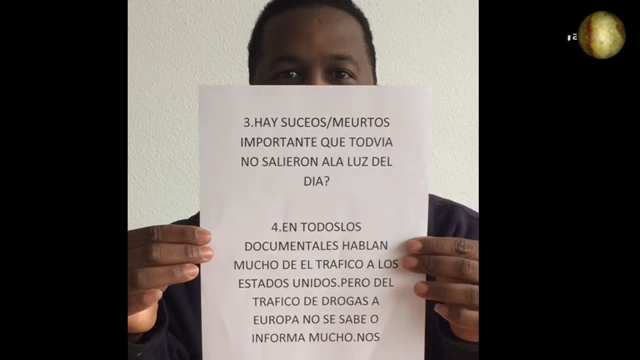 3.HAY SUCEOS/MEURTOS
IMPORTANTE QUE TODVIA
NO SALIERON ALA LUZ DEL
DIA?
4.EN TODOSLOS
DOCUMENTALES HABLAN
MUCHO DE EL TRAFICO A LOS
ESTADOS UNIDOS.PERO DEL
TRAFICO DE DROGAS A
EUROPA NO SE SABE O
INFORMA MUCHO.NOS